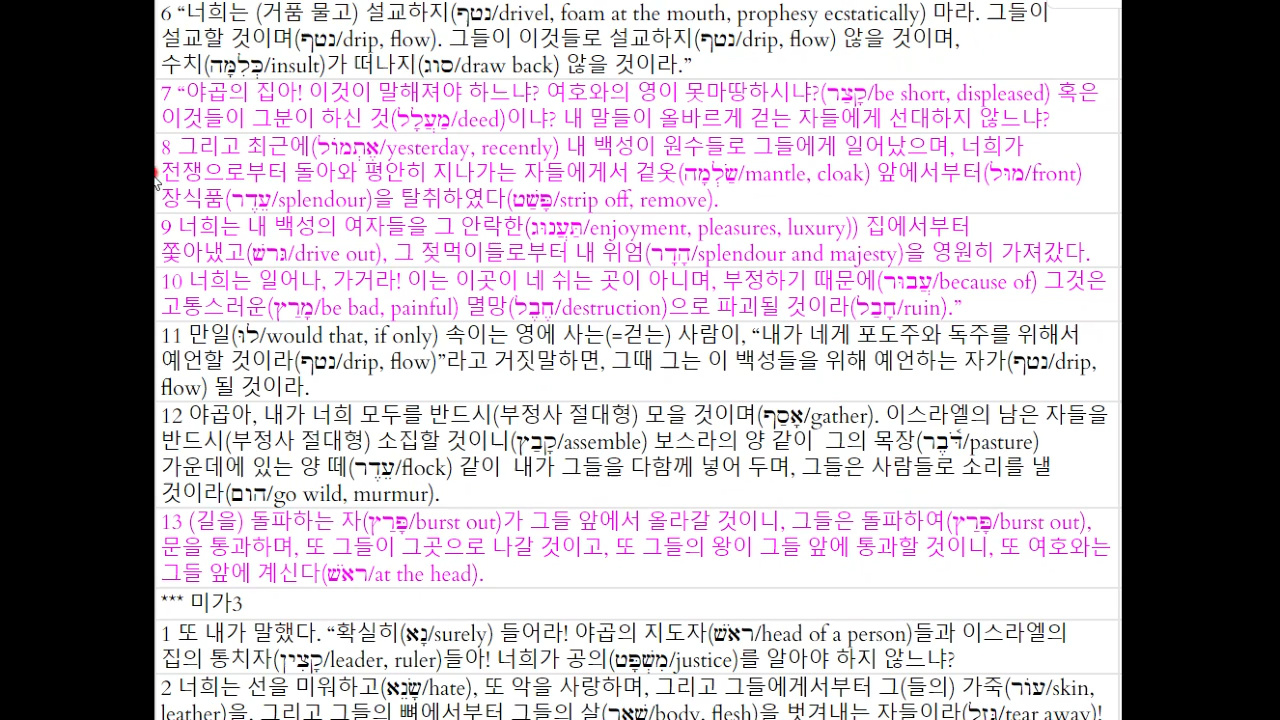 6 “너희는 (거품 물고) 설교하지(נטף/drivel, foam at the mouth, prophesy ecstatically) 마라. 그들이
설교할 것이며(נטף/drip, flow). 그들이 이것들로 설교하지(נטף/drip, flow) 않을 것이며,
수치(כְּלִמָּה/insult)가 떠나지(סוג/draw back) 않을 것이라.”
7 “야곱의 집아! 이것이 말해져야 하느냐? 여호와의 영이 못마땅하시냐?(קָצַר/be short, displeased) 혹은
이것들이 그분이 하신 것(מַעֲלָל/deed)이냐? 내 말들이 올바르게 걷는 자들에게 선대하지 않느냐?
8 그리고 최근에(אֶתְמוֹל/yesterday, recently) 내 백성이 원수들로 그들에게 일어났으며, 너희가
전쟁으로부터 돌아와 평안히 지나가는 자들에게서 겉옷(שַׂלְמָה/mantle, cloak) 앞에서부터(מוּל/front)
장식품(עֶדֶר/splendour)을 탈취하였다(פָּשַׁט/strip off, remove).
9 너희는 내 백성의 여자들을 그 안락한(תַּעֲנוּג/enjoyment, pleasures, luxury)) 집에서부터
쫓아냈고(גרשׁ/drive out), 그 젖먹이들로부터 내 위엄(הָדָר/splendour and majesty)을 영원히 가져갔다.
10 너희는 일어나, 가거라! 이는 이곳이 네 쉬는 곳이 아니며, 부정하기 때문에(עֲבוּר/because of) 그것은
고통스러운(מָרַץ/be bad, painful) 멸망(חֶבֶל/destruction)으로 파괴될 것이라(חָבַל/ruin).”
11 만일(לוּ/would that, if only) 속이는 영에 사는(=걷는) 사람이, “내가 네게 포도주와 독주를 위해서
예언할 것이라(נטף/drip, flow)”라고 거짓말하면, 그때 그는 이 백성들을 위해 예언하는 자가(נטף/drip,
flow) 될 것이라.
12 야곱아, 내가 너희 모두를 반드시(부정사 절대형) 모을 것이며(אָסַף/gather). 이스라엘의 남은 자들을
반드시(부정사 절대형) 소집할 것이니(קָבַץ/assemble) 보스라의 양 같이 그의 목장(דֹּבֶר/pasture)
가운데에 있는 양 떼(עֵדֶר/flock) 같이 내가 그들을 다함께 넣어 두며, 그들은 사람들로 소리를 낼
것이라(הום/go wild, murmur).
13 (길을) 돌파하는 자(פָּרַץ/burst out)가 그들 앞에서 올라갈 것이니, 그들은 돌파하여(פָּרַץ/burst out),
문을 통과하며, 또 그들이 그곳으로 나갈 것이고, 또 그들의 왕이 그들 앞에 통과할 것이니, 또 여호와는
그들 앞에 계신다(ראֹשׁ/at the head).
*** 미가3
1 또 내가 말했다. “확실히(נָא/surely) 들어라! 야곱의 지도자(ראֹשׁ/head of a person)들과 이스라엘의
집의 통치자(קָצִין/leader, ruler)들아! 너희가 공의(מִשְׁפָּט/justice)를 알아야 하지 않느냐?
2 너희는 선을 미워하고(שָׂנֵא/hate), 또 악을 사랑하며, 그리고 그들에게서부터 그(들의) 가죽(עוֹר/skin,
leather)을, 그리고 그들의 뼈에서부터 그들의 살(שְׁאֵר/body, flesh)을 벗겨내는 자들이라(גָּזַל/tear away)!